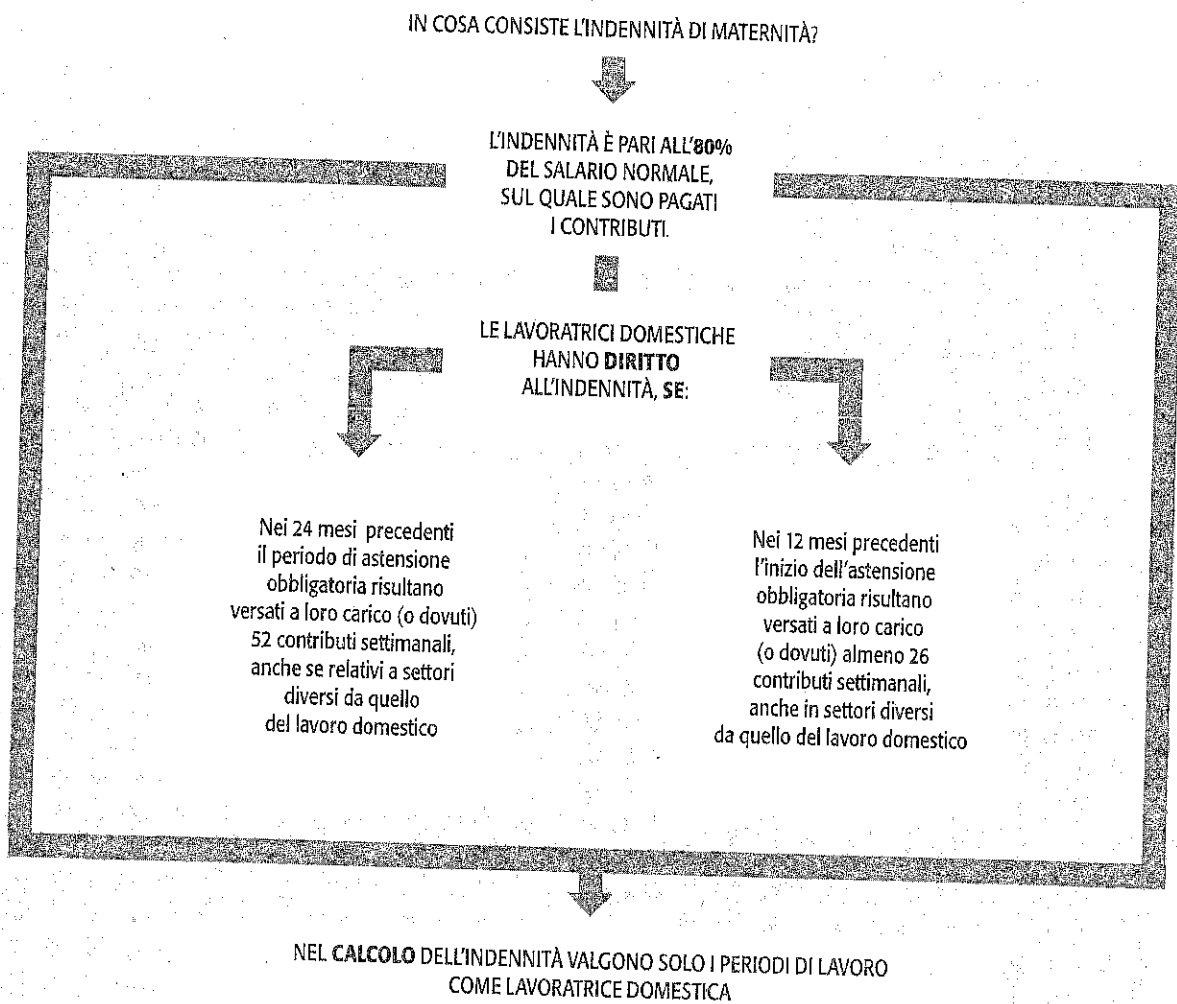 IN COSA CONSISTE L'INDENNITÀ DI MATERNITÀ?
L'INDENNITÀ È PARI ALL'80%
DEL SALARIO NORMALE,
SUL QUALE SONO PAGATI
I CONTRIBUTI.
LE LAVORATRICI DOMESTICHE
HANNO DIRITTO
ALL'INDENNITÀ, SE:
Nei 24 mesi precedenti
il periodo di astensione
obbligatoria risultano
versati a loro carico (o dovuti)
52 contributi settimanali,
anche se relativi a settori
diversi da quello
del lavoro domestico
Nei 12 mesi precedenti
l'inizio dell'astensione
obbligatoria risultano
versati a loro carico
(o dovuti) almeno 26
contributi settimanali,
anche in settori diversi
da quello del lavoro domestico
NEL CALCOLO DELL'INDENNITÀ VALGONO SOLO I PERIODI DI LAVORO
COME LAVORATRICE DOMESTICA